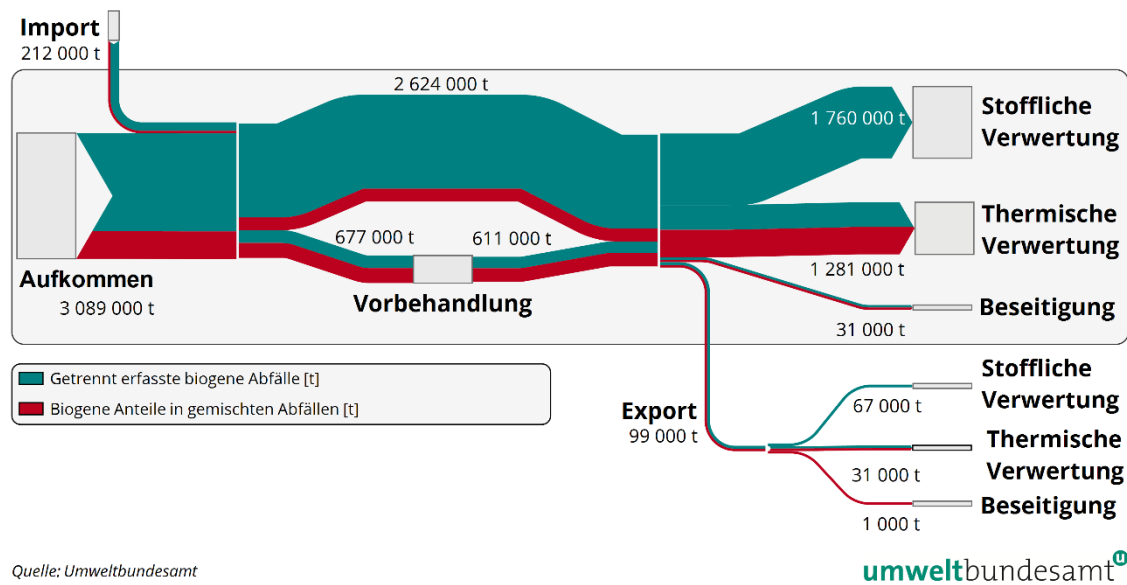 Import
212 000 t
2 624 000 t
1 760 000 t
Stoffliche
Verwertung
677 000 t
611 000 t
Thermische
Verwertung
1 281 000 t
Aufkommen
3 089 000 t
Vorbehandlung
Beseitigung
31 000 t
Getrennt erfasste biogene Abfälle [t]
Biogene Anteile in gemischten Abfällen [t]
Export
99 000 t
Stoffliche
Verwertung
67 000 t
Thermische
Verwertung
31 000 t
Beseitigung
1 000 t
Quelle: Umweltbundesamt
umweltbundesamt
u